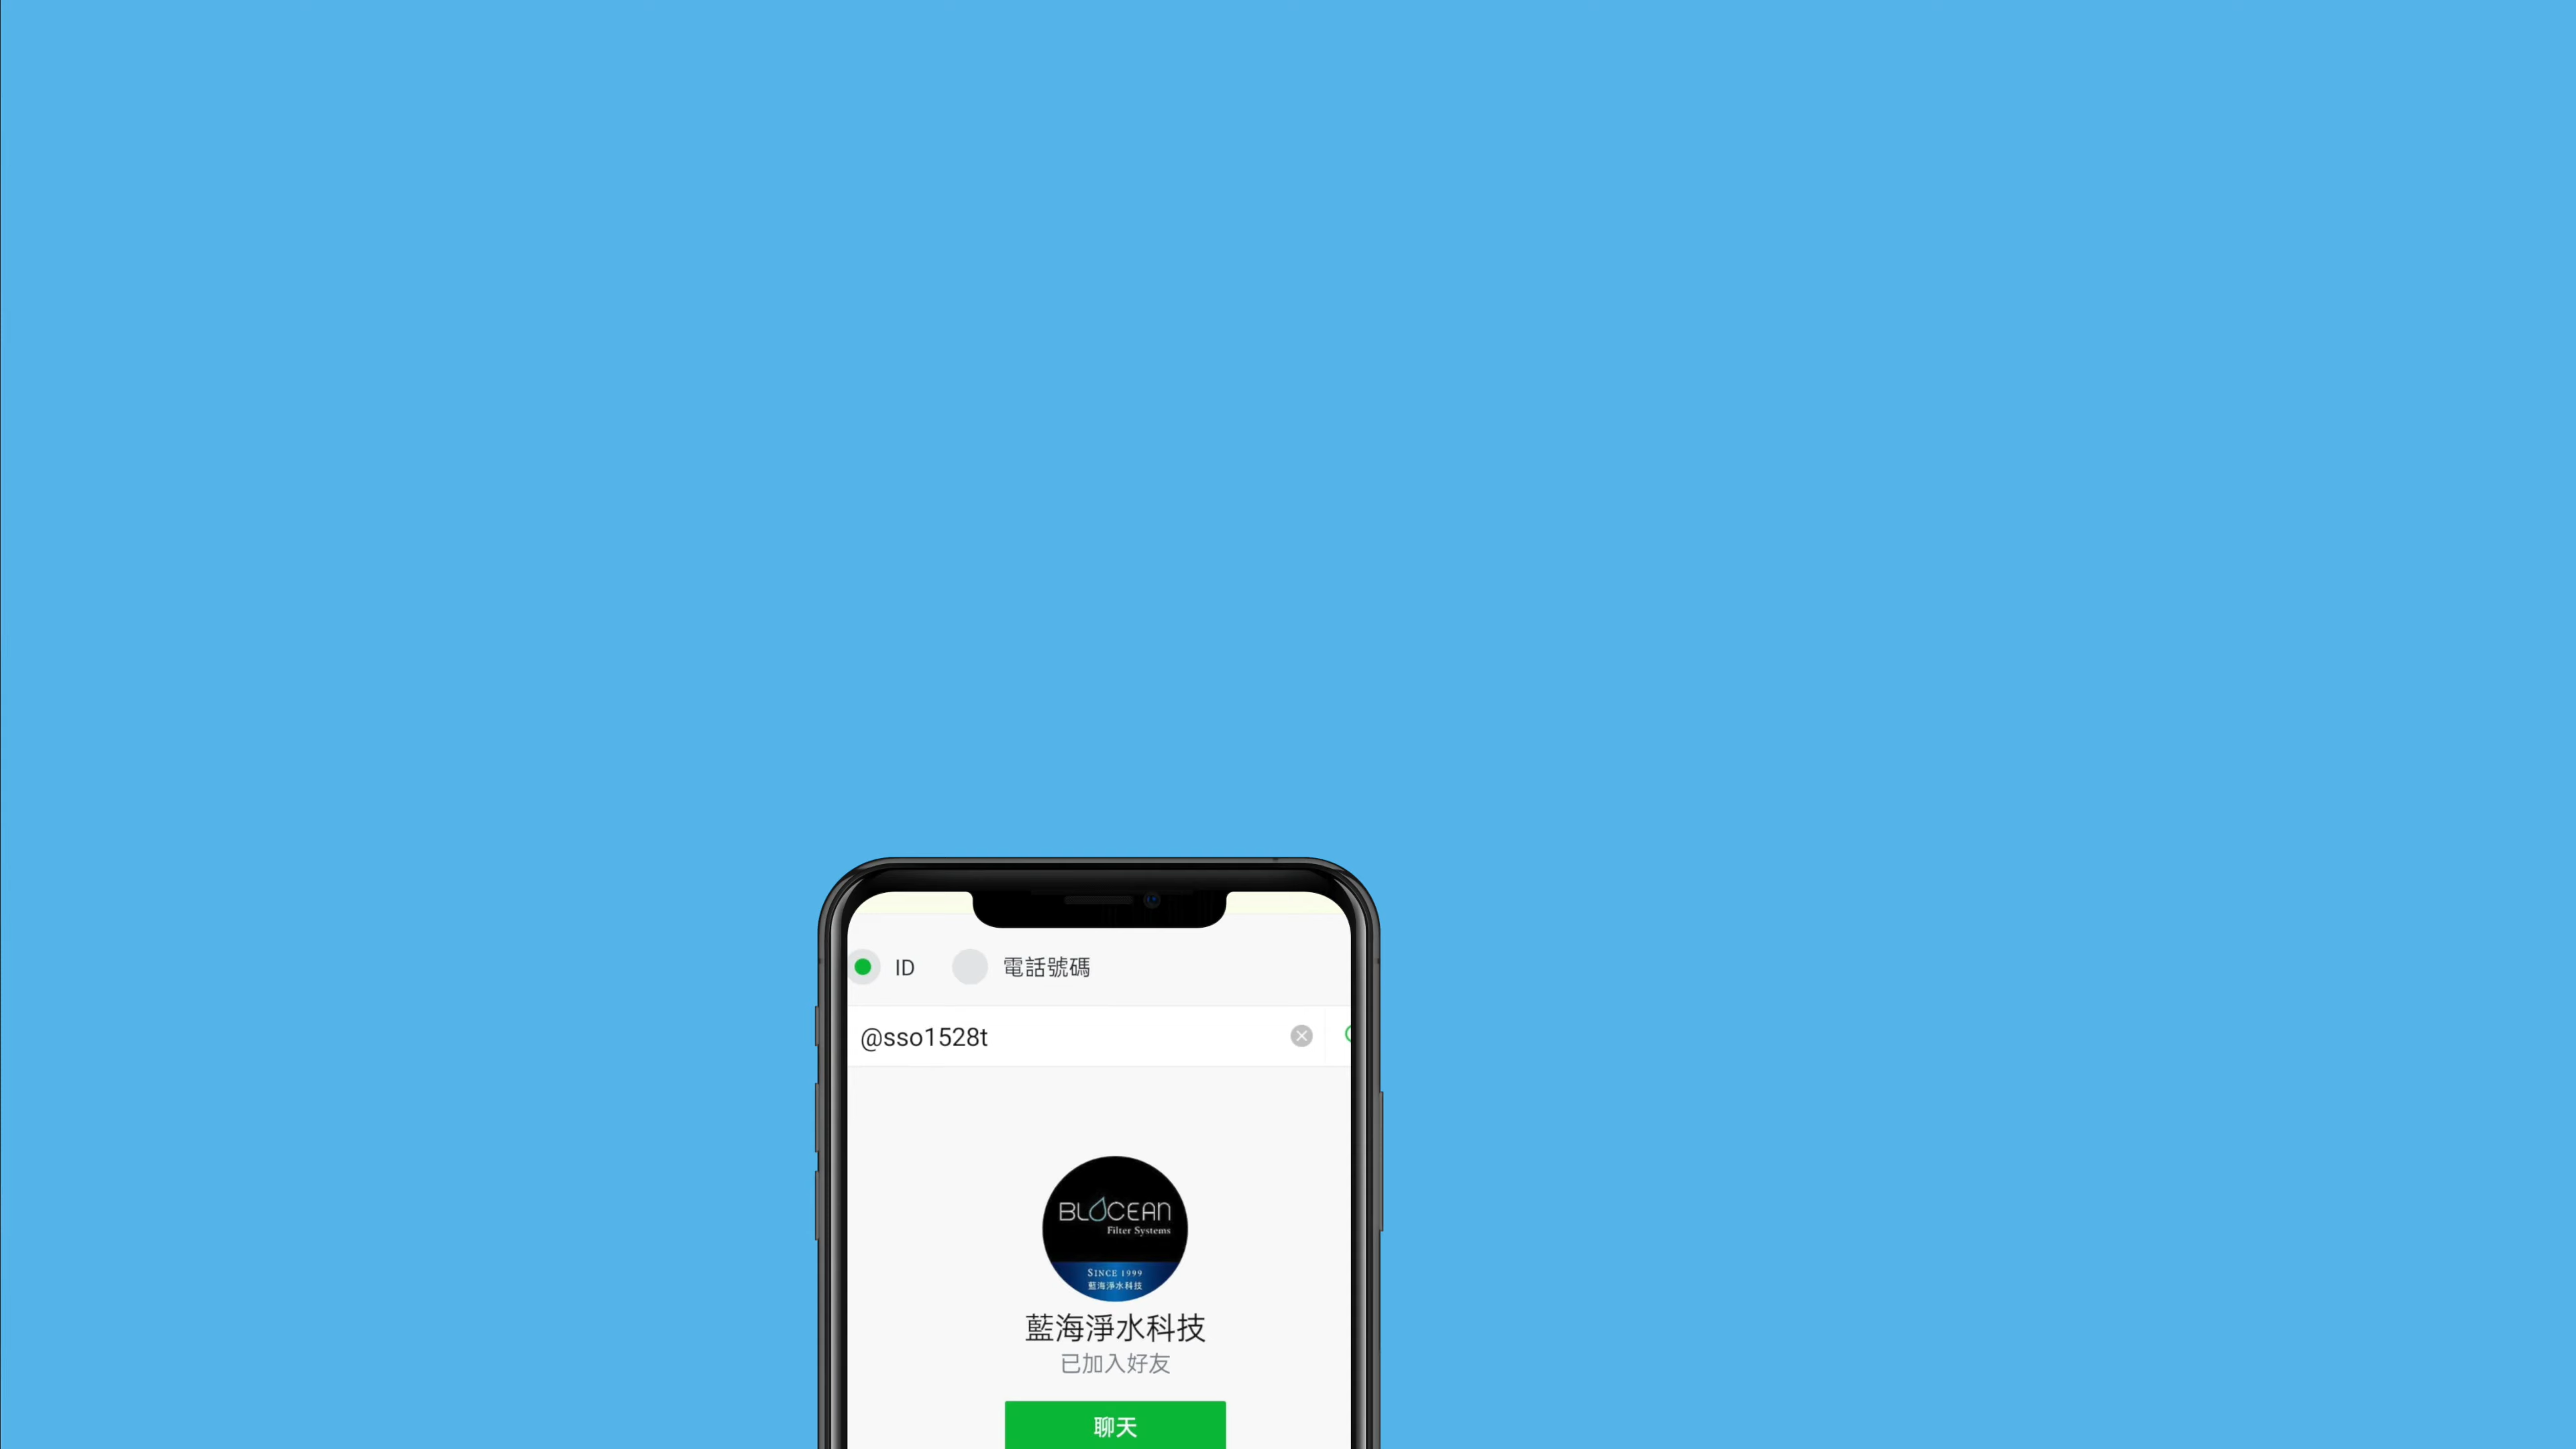 ID 電話號碼
@sso1528t
BLOCEAN
Filter Systems
SINCE 1999
藍海淨水科技
藍海淨水科技
已加入好友
聊天